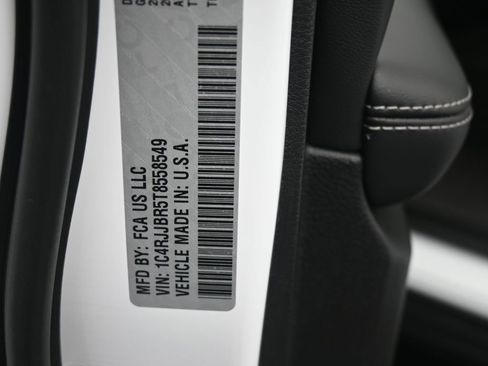 MFD BY: FCA US LLC
VIN: 1C4RJJBR5T8558549
VEHICLE MADE IN: U.S.A.